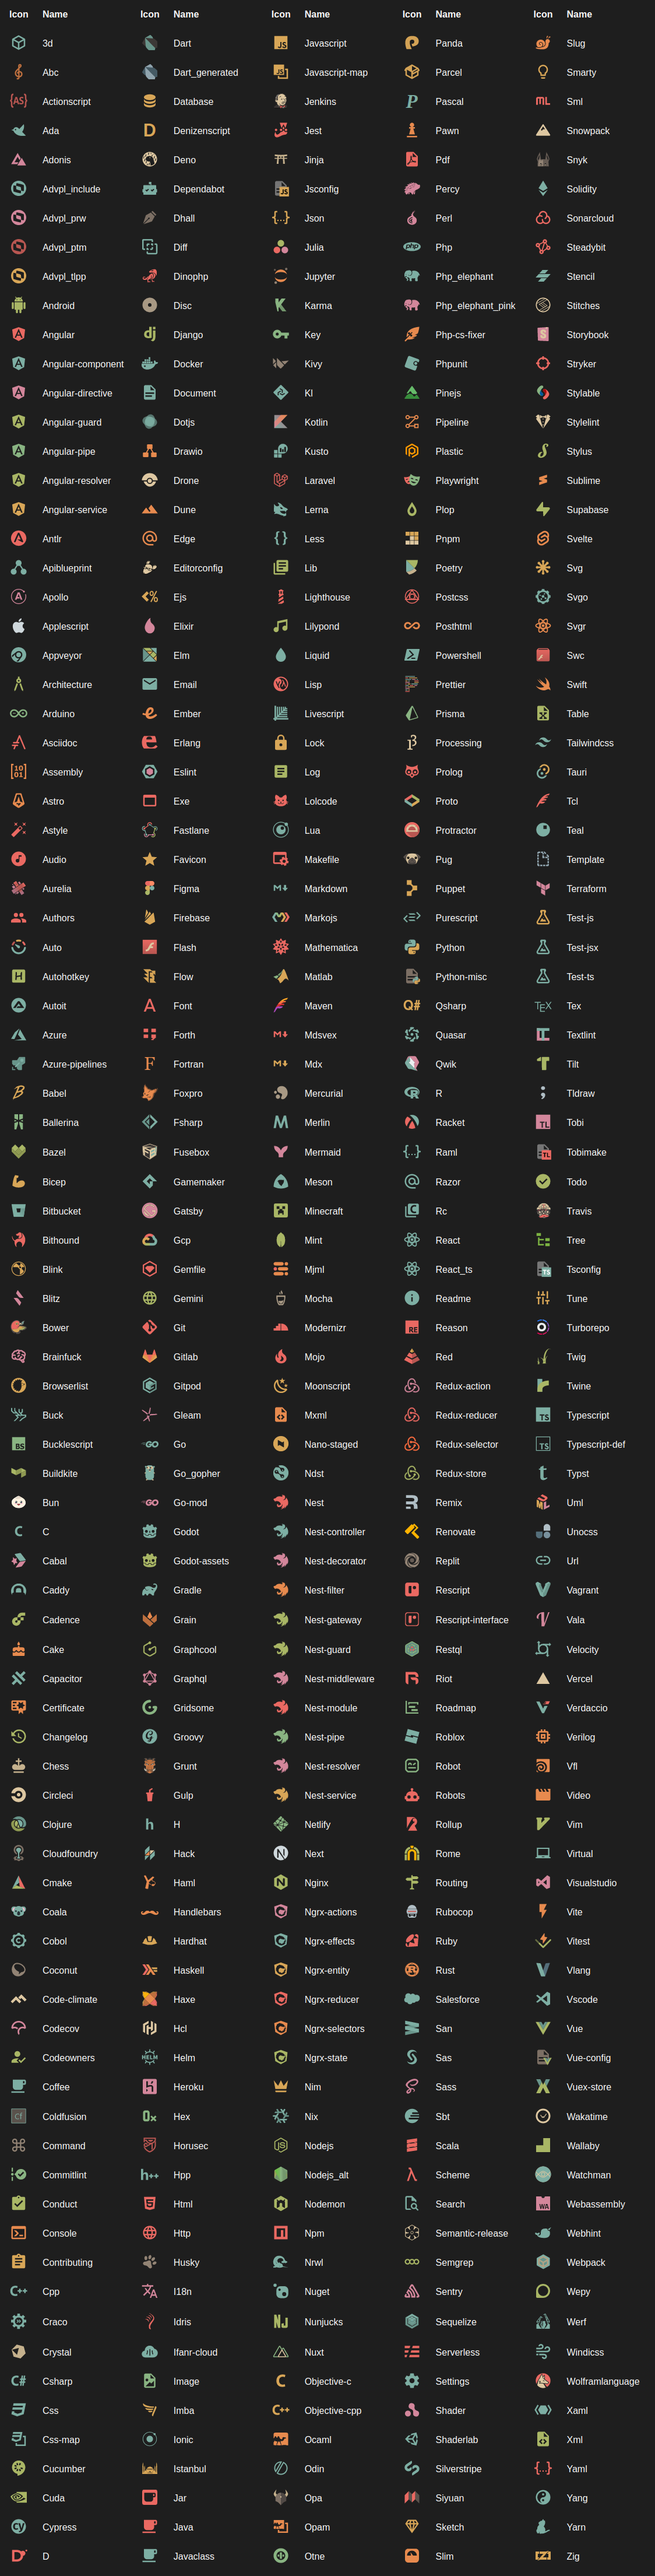 Icon Name Icon Name Icon Name Icon Name Icon Name
3d Dart Javascript Panda Slug
Abc Dart_generated Javascript-map Parcel Smarty
Actionscript Database Jenkins Pascal Sml
Ada Denizenscript Jest Pawn Snowpack
Adonis Deno Jinja Pdf Snyk
Advpl_include Dependabot Jsconfig Percy Solidity
Advpl_prw Dhall Json Perl Sonarcloud
Advpl_ptm Diff Julia Php Steadybit
Advpl_tlpp Dinophp Jupyter Php_elephant Stencil
Android Disc Karma Php_elephant_pink Stitches
Angular Django Key Php-cs-fixer Storybook
Angular-component Docker Kivy Phpunit Stryker
Angular-directive Document Kl Pinejs Stylable
Angular-guard Dotjs Kotlin Pipeline Stylelint
Angular-pipe Drawio Kusto Plastic Stylus
Angular-resolver Drone Laravel Playwright Sublime
Angular-service Dune Lerna Plop Supabase
Antlr Edge Less Pnpm Svelte
Apiblueprint Editorconfig Lib Poetry Svg
Apollo Ejs Lighthouse Postcss Svgo
Applescript Elixir Lilypond Posthtml Svgr
Appveyor Elm Liquid Powershell Swc
Architecture Email Lisp Prettier Swift
Arduino Ember Livescript Prisma Table
Asciidoc Erlang Lock Processing Tailwindcss
Assembly Eslint Log Prolog Tauri
Astro Exe Lolcode Proto Tcl
Astyle Fastlane Lua Protractor Teal
Audio Favicon Makefile Pug Template
Aurelia Figma Markdown Puppet Terraform
Authors Firebase Markojs Purescript Test-js
Auto Flash Mathematica Python Test-jsx
Autohotkey Flow Matlab Python-misc Test-ts
Autoit Font Maven Qsharp Tex
Azure Forth Mdsvex Quasar Textlint
Azure-pipelines Fortran Mdx Qwik Tilt
Babel Foxpro Mercurial R Tldraw
Ballerina Fsharp Merlin Racket Tobi
Bazel Fusebox Mermaid Raml Tobimake
Bicep Gamemaker Meson Razor Todo
Bitbucket Gatsby Minecraft Rc Travis
Bithound Gcp Mint React Tree
Blink Gemfile Mjml React_ts Tsconfig
Blitz Gemini Mocha Readme Tune
Bower Git Modernizr Reason Turborepo
Brainfuck Gitlab Mojo Red Twig
Browserlist Gitpod Moonscript Redux-action Twine
Buck Gleam Mxml Redux-reducer Typescript
Bucklescript Go Nano-staged Redux-selector Typescript-def
Buildkite Go_gopher Ndst Redux-store Typst
Bun Go-mod Nest Remix Uml
C Godot Nest-controller Renovate Unocss
Cabal Godot-assets Nest-decorator Replit Url
Caddy Gradle Nest-filter Rescript Vagrant
Cadence Grain Nest-gateway Rescript-interface Vala
Cake Graphcool Nest-guard Restql Velocity
Capacitor Graphql Nest-middleware Riot Vercel
Certificate Gridsome Nest-module Roadmap Verdaccio
Changelog Groovy Nest-pipe Roblox Verilog
Chess Grunt Nest-resolver Robot Vfl
Circleci Gulp Nest-service Robots Video
Clojure H Netlify Rollup Vim
Cloudfoundry Hack Next Rome Virtual
Cmake Haml Nginx Routing Visualstudio
Coala Handlebars Ngrx-actions Rubocop Vite
Cobol Hardhat Ngrx-effects Ruby Vitest
Coconut Haskell Ngrx-entity Rust Vlang
Code-climate Haxe Ngrx-reducer Salesforce Vscode
Codecov Hcl Ngrx-selectors San Vue
Codeowners Helm Ngrx-state Sas Vue-config
Coffee Heroku Nim Sass Vuex-store
Coldfusion Hex Nix Sbt Wakatime
Command Horusec Nodejs Scala Wallaby
Commitlint Hpp Nodejs_alt Scheme Watchman
Conduct Html Nodemon Search Webassembly
Console Http Npm Semantic-release Webhint
Contributing Husky Nrwl Semgrep Webpack
Cpp I18n Nuget Sentry Wepy
Craco Idris Nunjucks Sequelize Werf
Crystal Ifanr-cloud Nuxt Serverless Windicss
Csharp Image Objective-c Settings Wolframlanguage
Css Imba Objective-cpp Shader Xaml
Css-map Ionic Ocaml Shaderlab Xml
Cucumber Istanbul Odin Silverstripe Yaml
Cuda Jar Opa Siyuan Yang
Cypress Java Opam Sketch Yarn
D Javaclass Otne Slim Zig